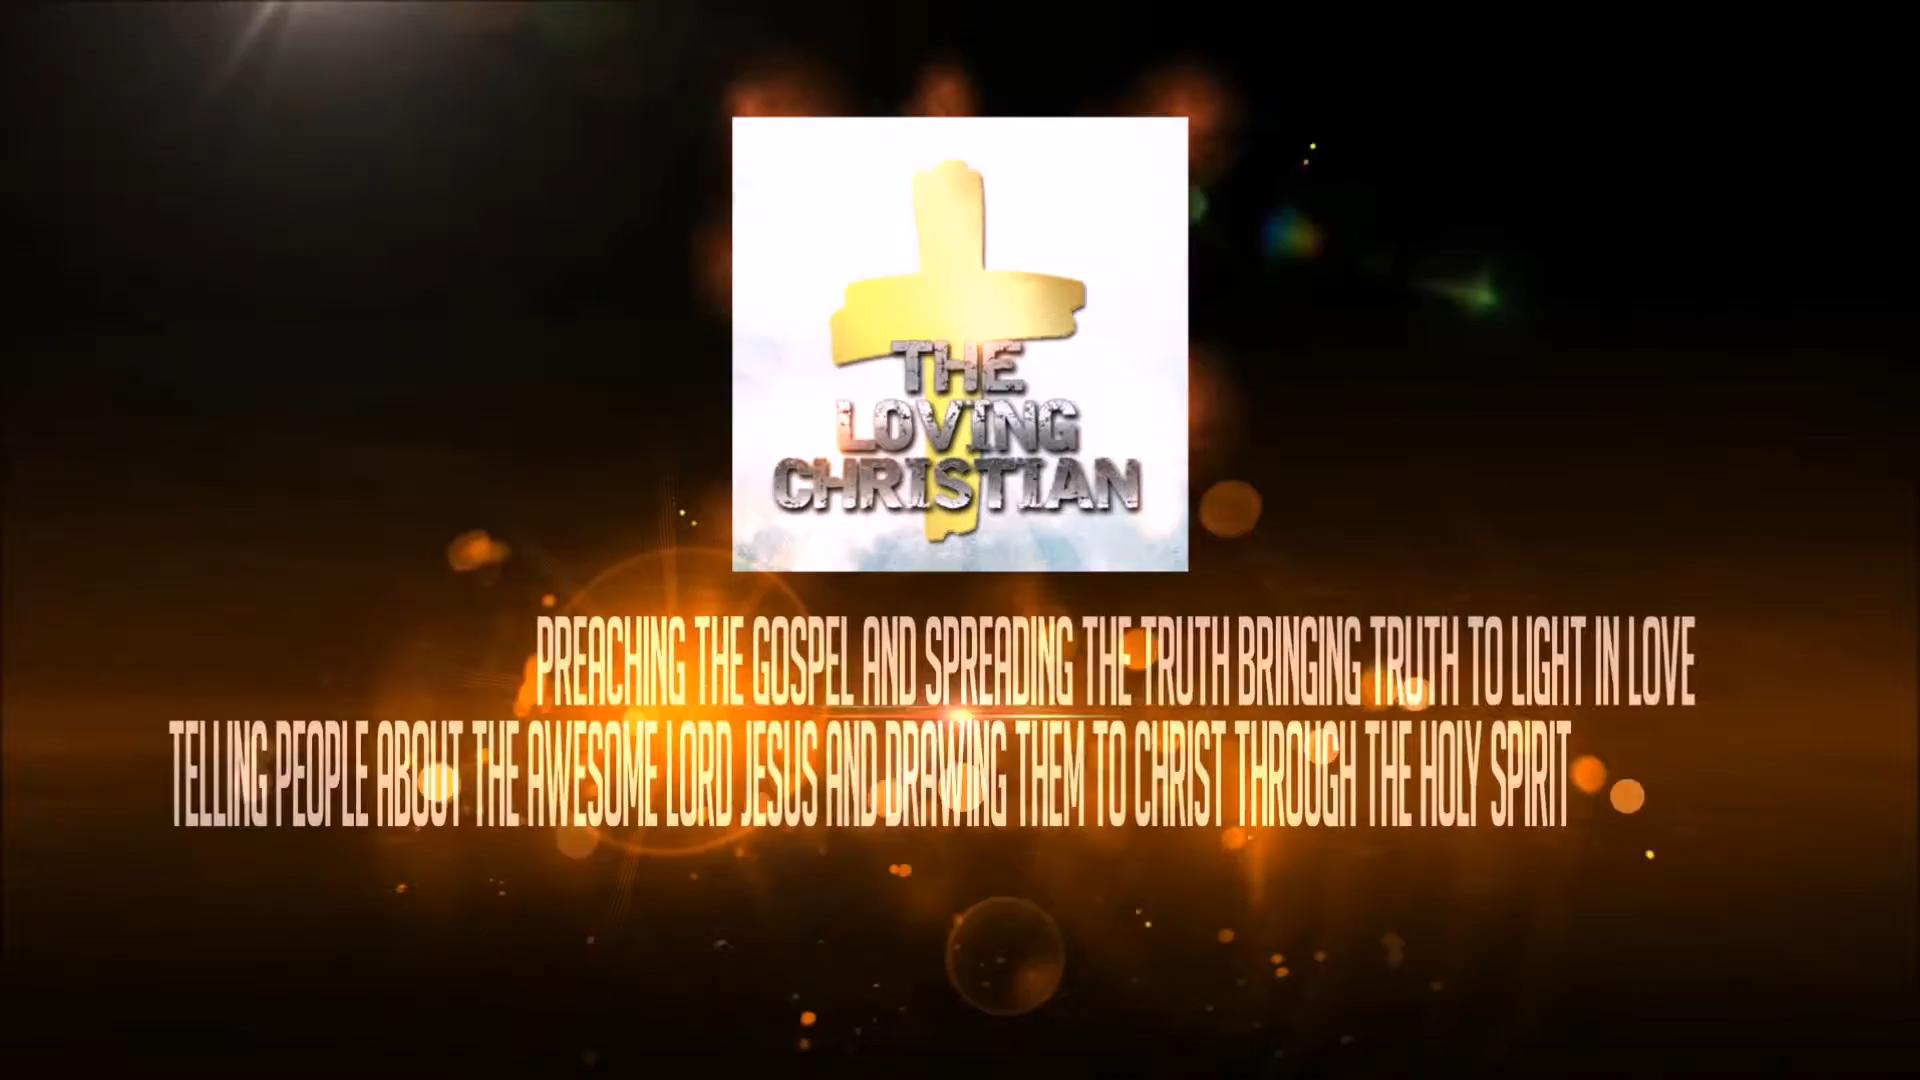 THE
LOVING
CHRISTIAN
PREACHING THE GOSPEL AND SPREADING THE TRUTH BRINGING TRUTH TO LIGHT IN LOVE
TELLING PEOPLE ABOUT THE AWESOME LORD JESUS AND DRAWING THEM TO CHRIST THROUGH THE HOLY SPIRIT